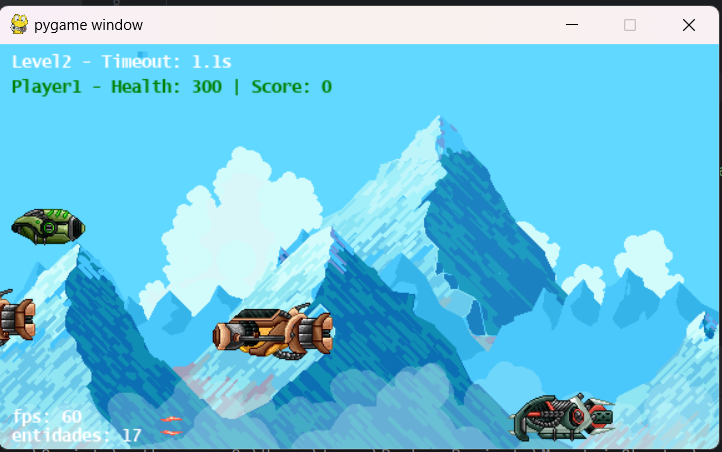 pygame window
Level2 - Timeout: 1.1s
Player1 - Health: 300 | Score: 0
fps: 60
entidades: 17